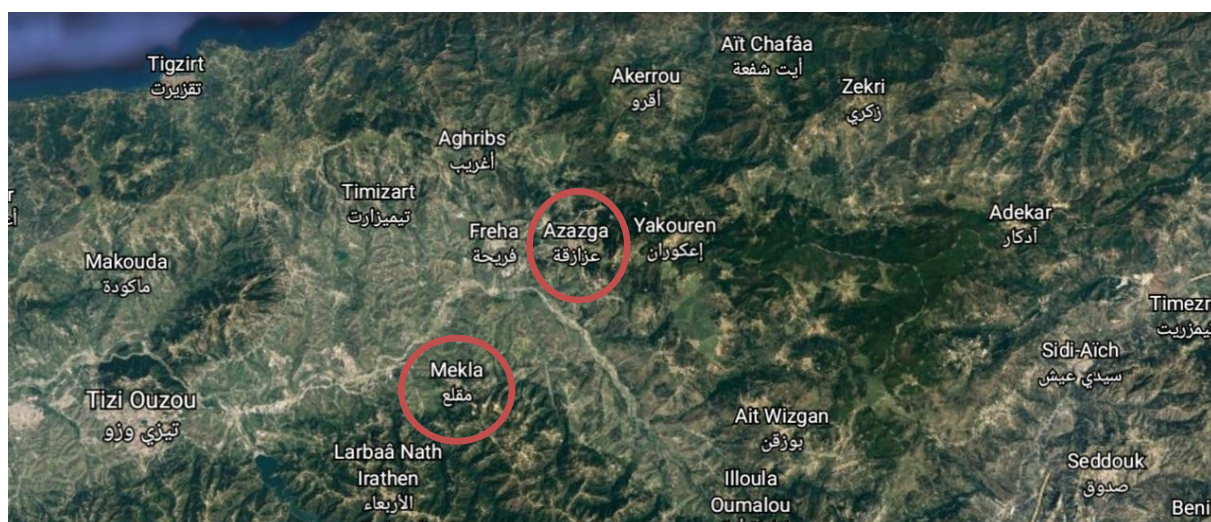 Tigzirt
تقزيرت
Aït Chafâa
أيت شفعة
Akerrou
أقرو
Zekri
زكري
Aghribs
أغريب
Timizart
تيميزارت
Freha
فريحة
Azazga
عزازقة
Yakouren
إعكوران
Adekar
آدكار
Makouda
ماكودة
Timezr
يمزريت
Sidi-Aïch
سيدي عيش
Mekla
مقلع
Tizi Ouzou
تيزي وزو
Ait Wizgan
بوزقن
Larbaâ Nath
Irathen
الأربعاء
Illoula
Oumalou
Seddouk
صدوق
Beni